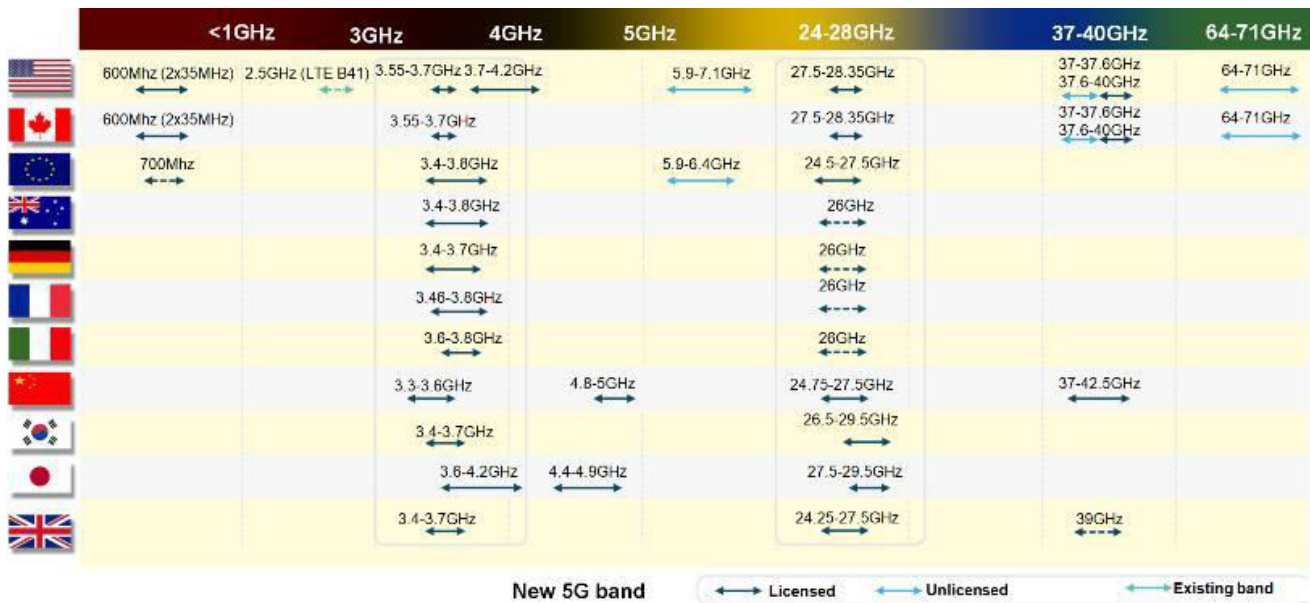 <1GHz 3GHz 4GHz 5GHz 24-28GHz 37-40GHz 64-71GHz
600Mhz (2x35MHz) 2.5GHz (LTE B41) 3.55-3.7GHz 3.7-4.2GHz 5.9-7.1GHz 27.5-28.35GHz 37-37.6GHz 64-71GHz
37.6-40GHz
600Mhz (2x35MHz) 3.55-3.7GHz 27.5-28.35GHz 37-37.6GHz 64-71GHz
37.6-40GHz
700Mhz 3.4-3.8GHz 5.9-6.4GHz 24.5-27.5GHz
3.4-3.8GHz 26GHz
3.4-3.7GHz 26GHz
3.46-3.8GHz 26GHz
3.6-3.8GHz 26GHz
3.3-3.6GHz 4.8-5GHz 24.75-27.5GHz 37-42.5GHz
3.4-3.7GHz 26.5-29.5GHz
3.6-4.2GHz 4.4-4.9GHz 27.5-29.5GHz
3.4-3.7GHz 24.25-27.5GHz 39GHz
New 5G band Licensed Unlicensed Existing band